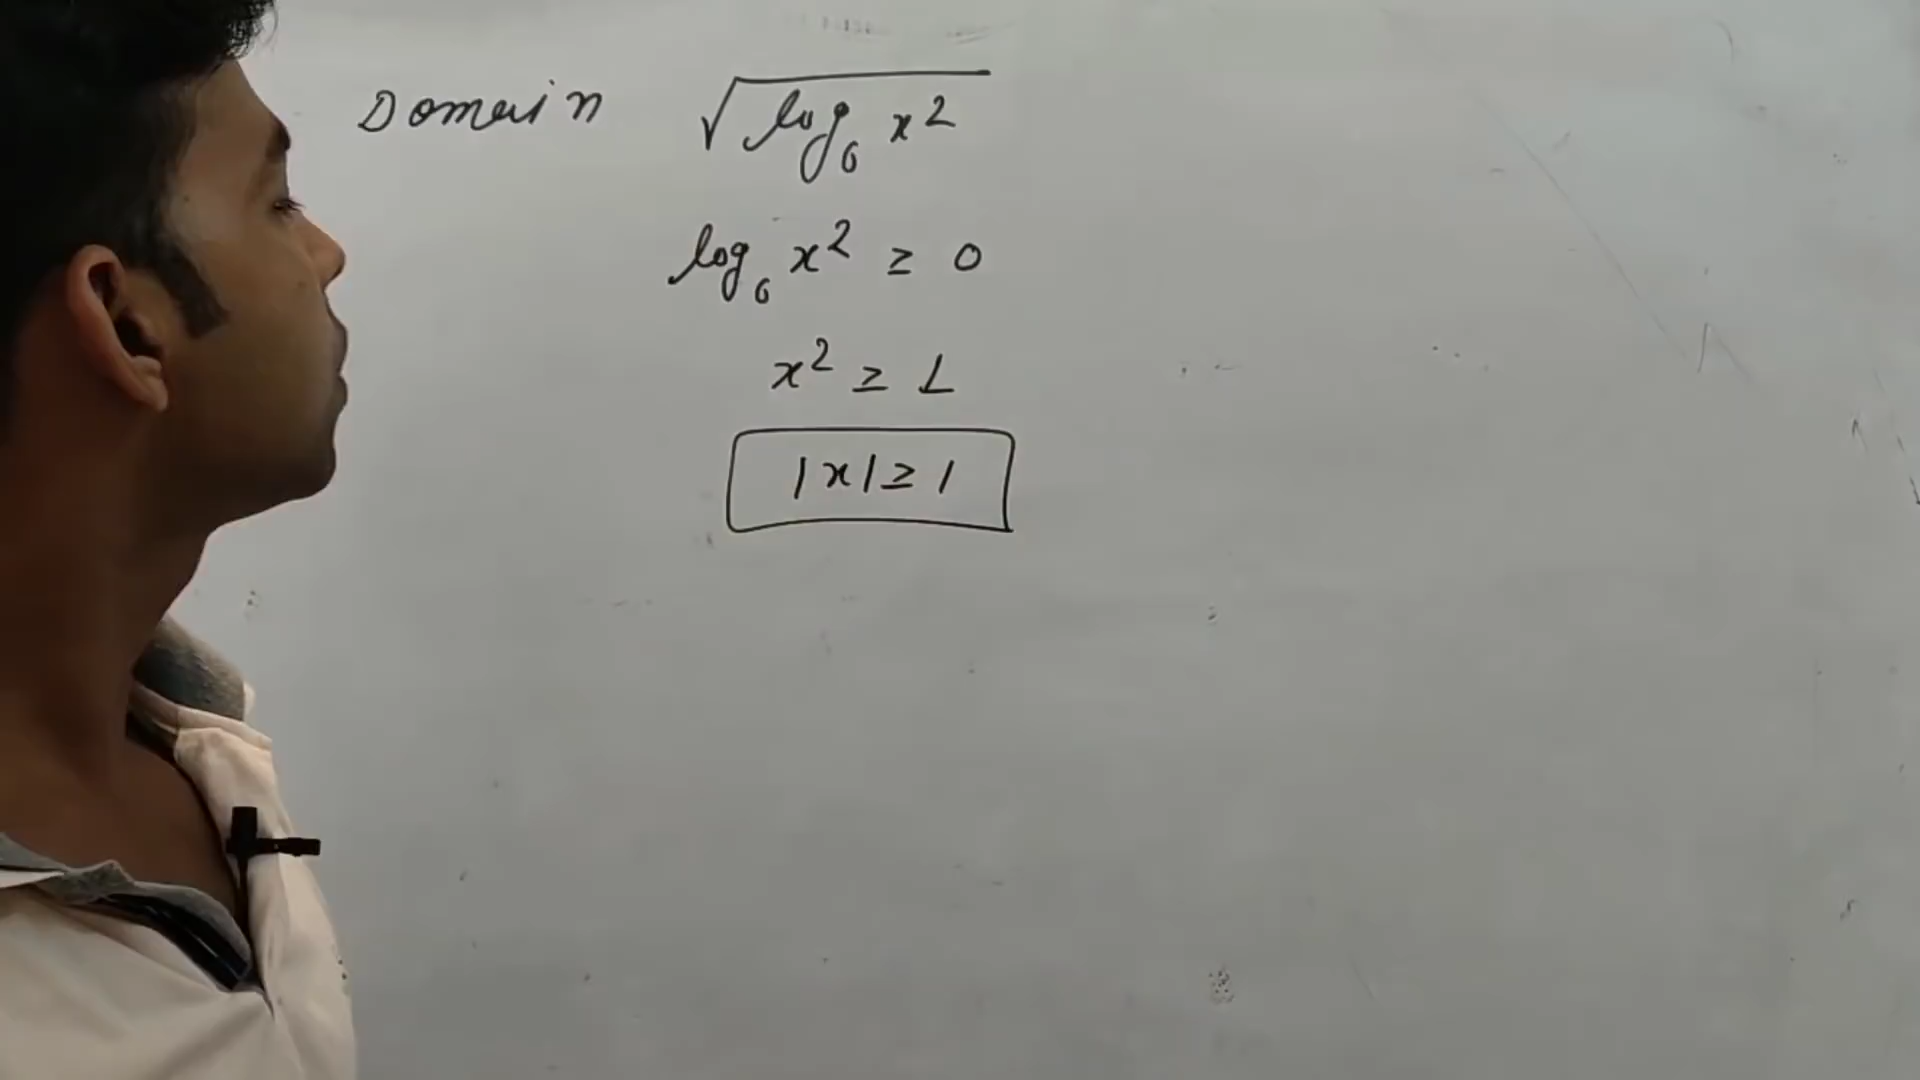 Domain √log₆ x²
log₆ x² ≥ 0
x² ≥ 1
|x| ≥ 1